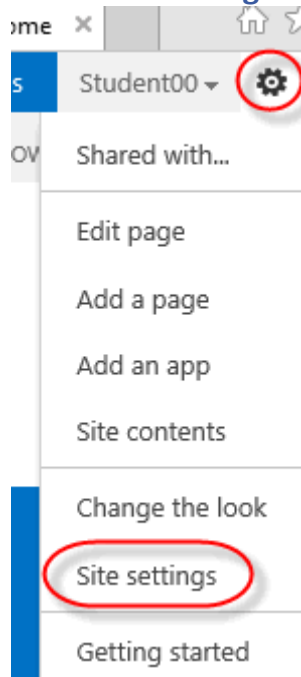 ome
s Student00
Shared with...
Edit page
Add a page
Add an app
Site contents
Change the look
Site settings
Getting started